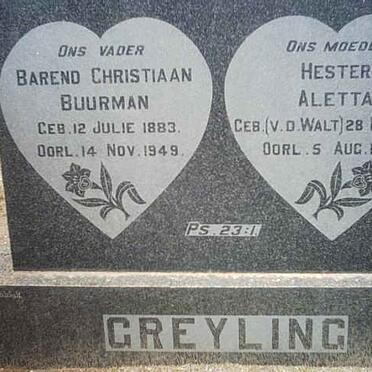 ONS VADER
BAREND CHRISTIAAN
BUURMAN
GEB. 12 JULIE 1883.
OORL. 14 NOV. 1949.
ONS MOEDE
HESTER
ALETTA
GEB. (V.D. WALT) 28
OORL. 5 AUG.
PS. 23:1.
GREYLING